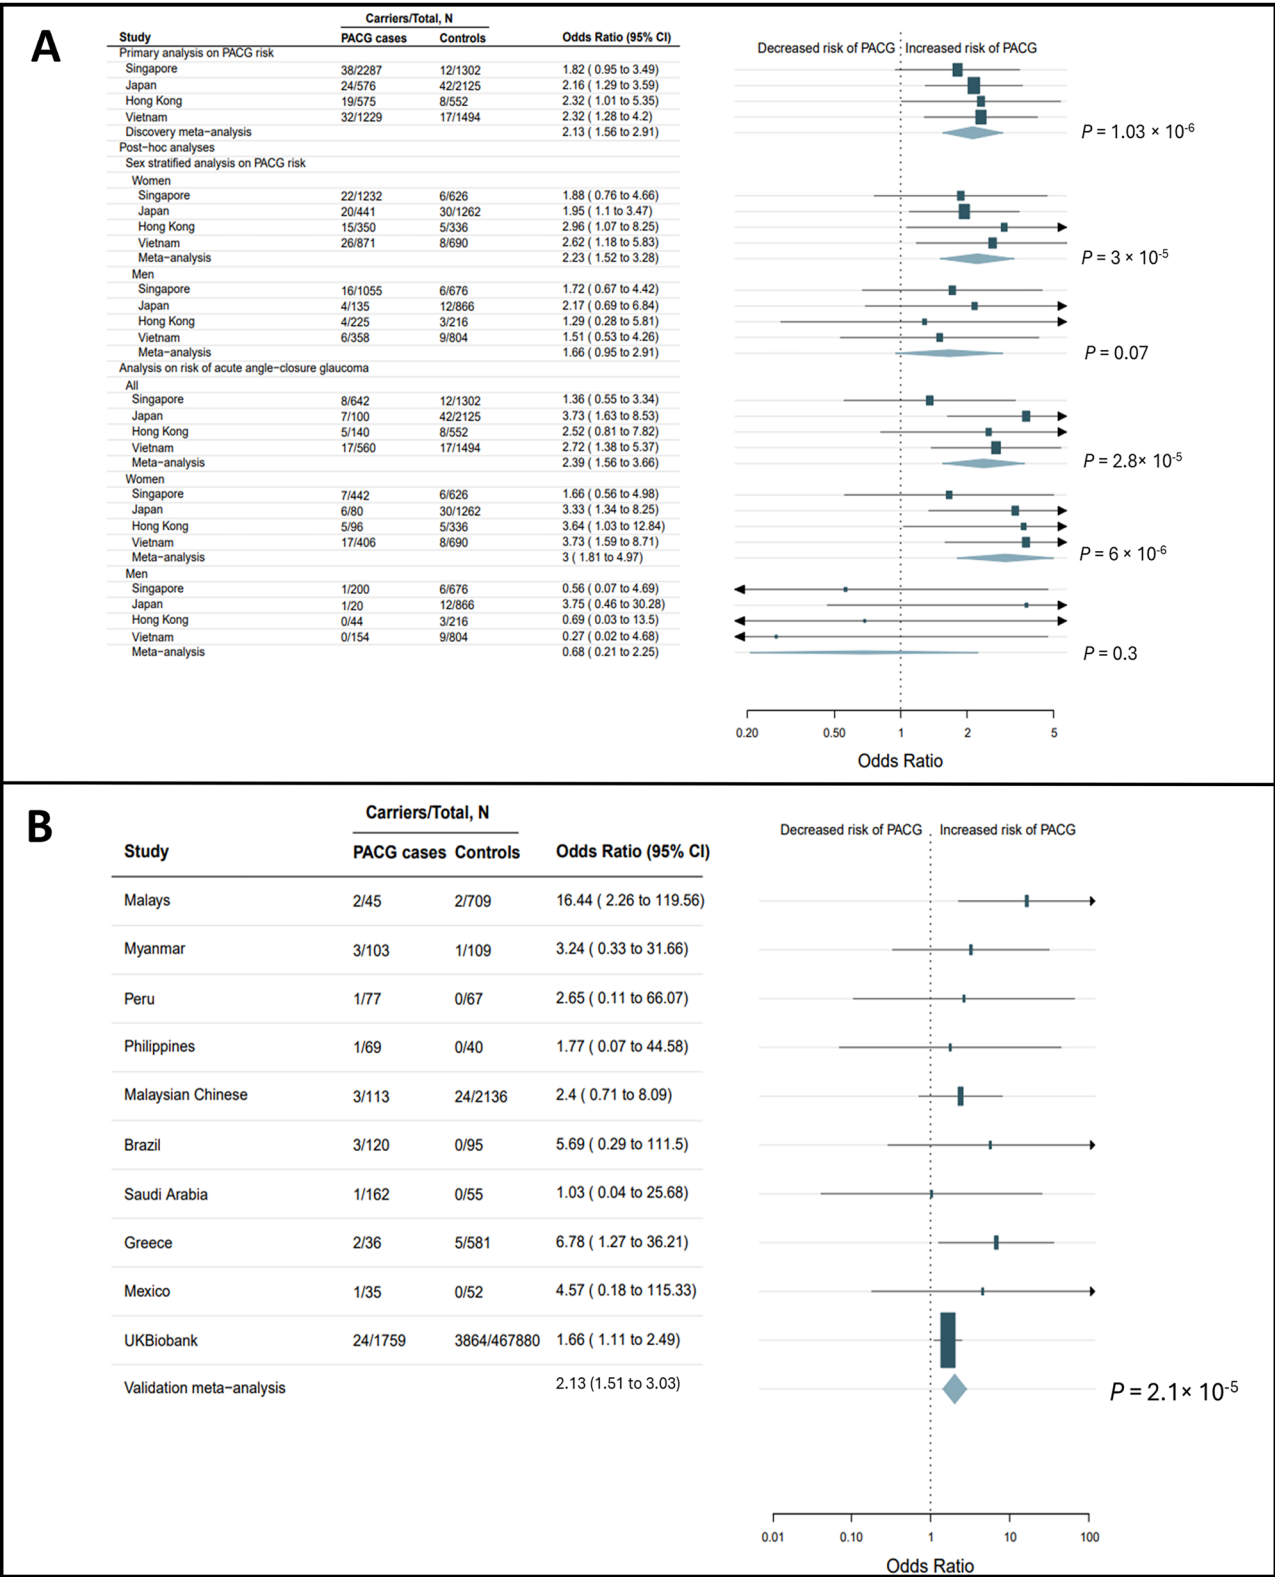 A
Carriers/Total, N
Study PACG cases Controls Odds Ratio (95% CI) Decreased risk of PACG Increased risk of PACG
Primary analysis on PACG risk
Singapore 38/2287 12/1302 1.82 ( 0.95 to 3.49)
Japan 24/576 42/2125 2.16 ( 1.29 to 3.59)
Hong Kong 19/575 8/552 2.32 ( 1.01 to 5.35)
Vietnam 32/1229 17/1494 2.32 ( 1.28 to 4.2)
Discovery meta−analysis 2.13 ( 1.56 to 2.91) P = 1.03 × 10-6
Post−hoc analyses
Sex stratified analysis on PACG risk
Women
Singapore 22/1232 6/626 1.88 ( 0.76 to 4.66)
Japan 20/441 30/1262 1.95 ( 1.1 to 3.47)
Hong Kong 15/350 5/336 2.96 ( 1.07 to 8.25)
Vietnam 26/871 8/690 2.62 ( 1.18 to 5.83)
Meta−analysis 2.23 ( 1.52 to 3.28) P = 3 × 10-5
Men
Singapore 16/1055 6/676 1.72 ( 0.67 to 4.42)
Japan 4/135 12/866 2.17 ( 0.69 to 6.84)
Hong Kong 4/225 3/216 1.29 ( 0.28 to 5.81)
Vietnam 6/358 9/804 1.51 ( 0.53 to 4.26)
Meta−analysis 1.66 ( 0.95 to 2.91) P = 0.07
Analysis on risk of acute angle−closure glaucoma
All
Singapore 8/642 12/1302 1.36 ( 0.55 to 3.34)
Japan 7/100 42/2125 3.73 ( 1.63 to 8.53)
Hong Kong 5/140 8/552 2.52 ( 0.81 to 7.82)
Vietnam 17/560 17/1494 2.72 ( 1.38 to 5.37)
Meta−analysis 2.39 ( 1.56 to 3.66) P = 2.8× 10-5
Women
Singapore 7/442 6/626 1.66 ( 0.56 to 4.98)
Japan 6/80 30/1262 3.33 ( 1.34 to 8.25)
Hong Kong 5/96 5/336 3.64 ( 1.03 to 12.84)
Vietnam 17/406 8/690 3.73 ( 1.59 to 8.71)
Meta−analysis 3 ( 1.81 to 4.97) P = 6 × 10-6
Men
Singapore 1/200 6/676 0.56 ( 0.07 to 4.69)
Japan 1/20 12/866 3.75 ( 0.46 to 30.28)
Hong Kong 0/44 3/216 0.69 ( 0.03 to 13.5)
Vietnam 0/154 9/804 0.27 ( 0.02 to 4.68)
Meta−analysis 0.68 ( 0.21 to 2.25) P = 0.3
0.20 0.50 1 2 5
Odds Ratio
B
Carriers/Total, N
Decreased risk of PACG Increased risk of PACG
Study PACG cases Controls Odds Ratio (95% CI)
Malays 2/45 2/709 16.44 ( 2.26 to 119.56)
Myanmar 3/103 1/109 3.24 ( 0.33 to 31.66)
Peru 1/77 0/67 2.65 ( 0.11 to 66.07)
Philippines 1/69 0/40 1.77 ( 0.07 to 44.58)
Malaysian Chinese 3/113 24/2136 2.4 ( 0.71 to 8.09)
Brazil 3/120 0/95 5.69 ( 0.29 to 111.5)
Saudi Arabia 1/162 0/55 1.03 ( 0.04 to 25.68)
Greece 2/36 5/581 6.78 ( 1.27 to 36.21)
Mexico 1/35 0/52 4.57 ( 0.18 to 115.33)
UKBiobank 24/1759 3864/467880 1.66 ( 1.11 to 2.49)
Validation meta−analysis 2.13 (1.51 to 3.03) P = 2.1× 10-5
0.01 0.10 1 10 100
Odds Ratio